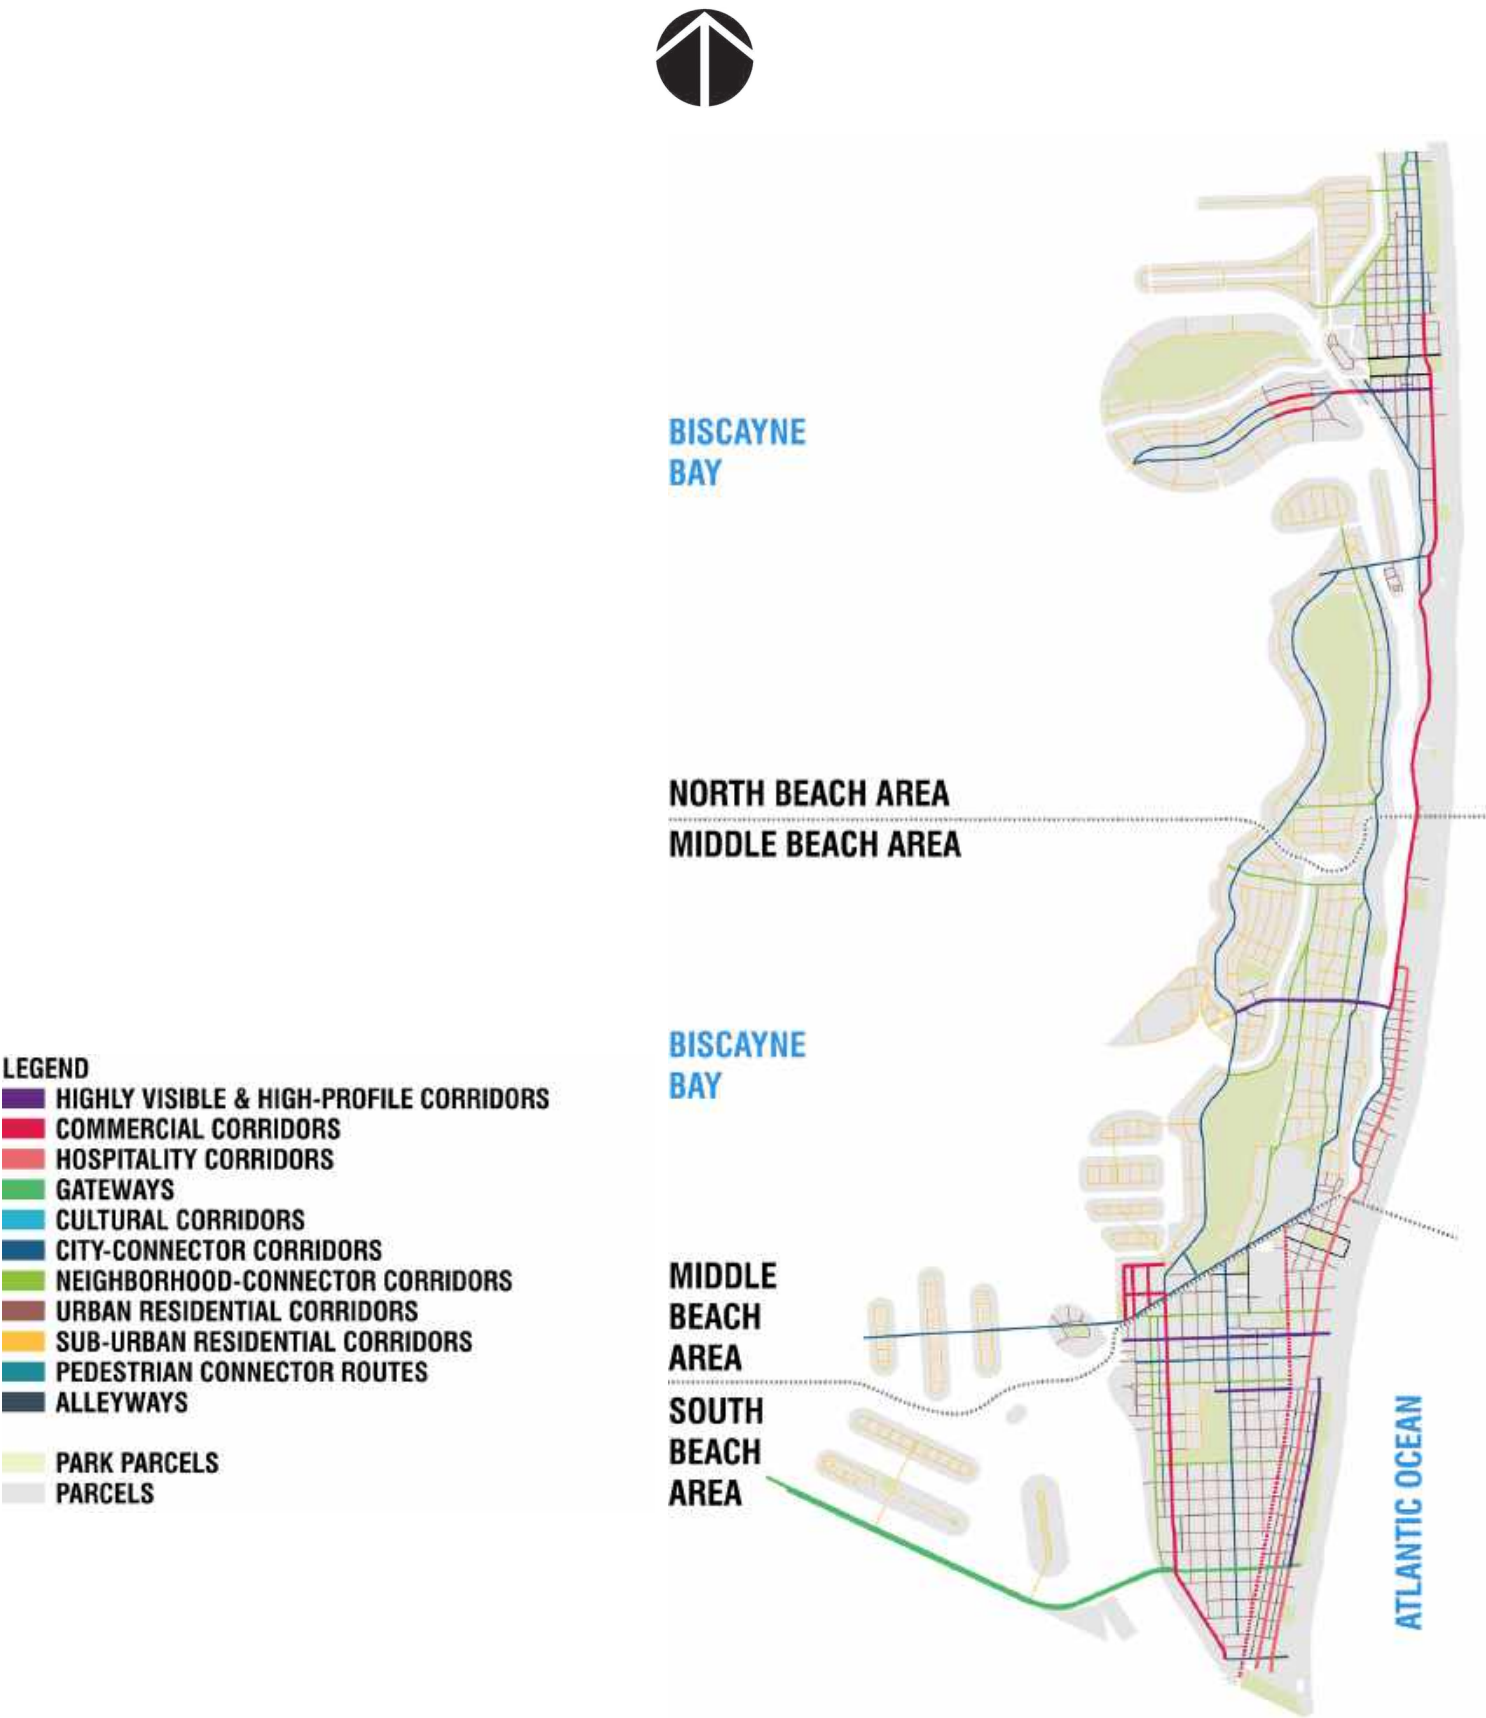 BISCAYNE
BAY
NORTH BEACH AREA
MIDDLE BEACH AREA
BISCAYNE
BAY
LEGEND
HIGHLY VISIBLE & HIGH-PROFILE CORRIDORS
COMMERCIAL CORRIDORS
HOSPITALITY CORRIDORS
GATEWAYS
CULTURAL CORRIDORS
CITY-CONNECTOR CORRIDORS
NEIGHBORHOOD-CONNECTOR CORRIDORS
URBAN RESIDENTIAL CORRIDORS
SUB-URBAN RESIDENTIAL CORRIDORS
PEDESTRIAN CONNECTOR ROUTES
ALLEYWAYS
PARK PARCELS
PARCELS
MIDDLE
BEACH
AREA
SOUTH
BEACH
AREA
ATLANTIC OCEAN